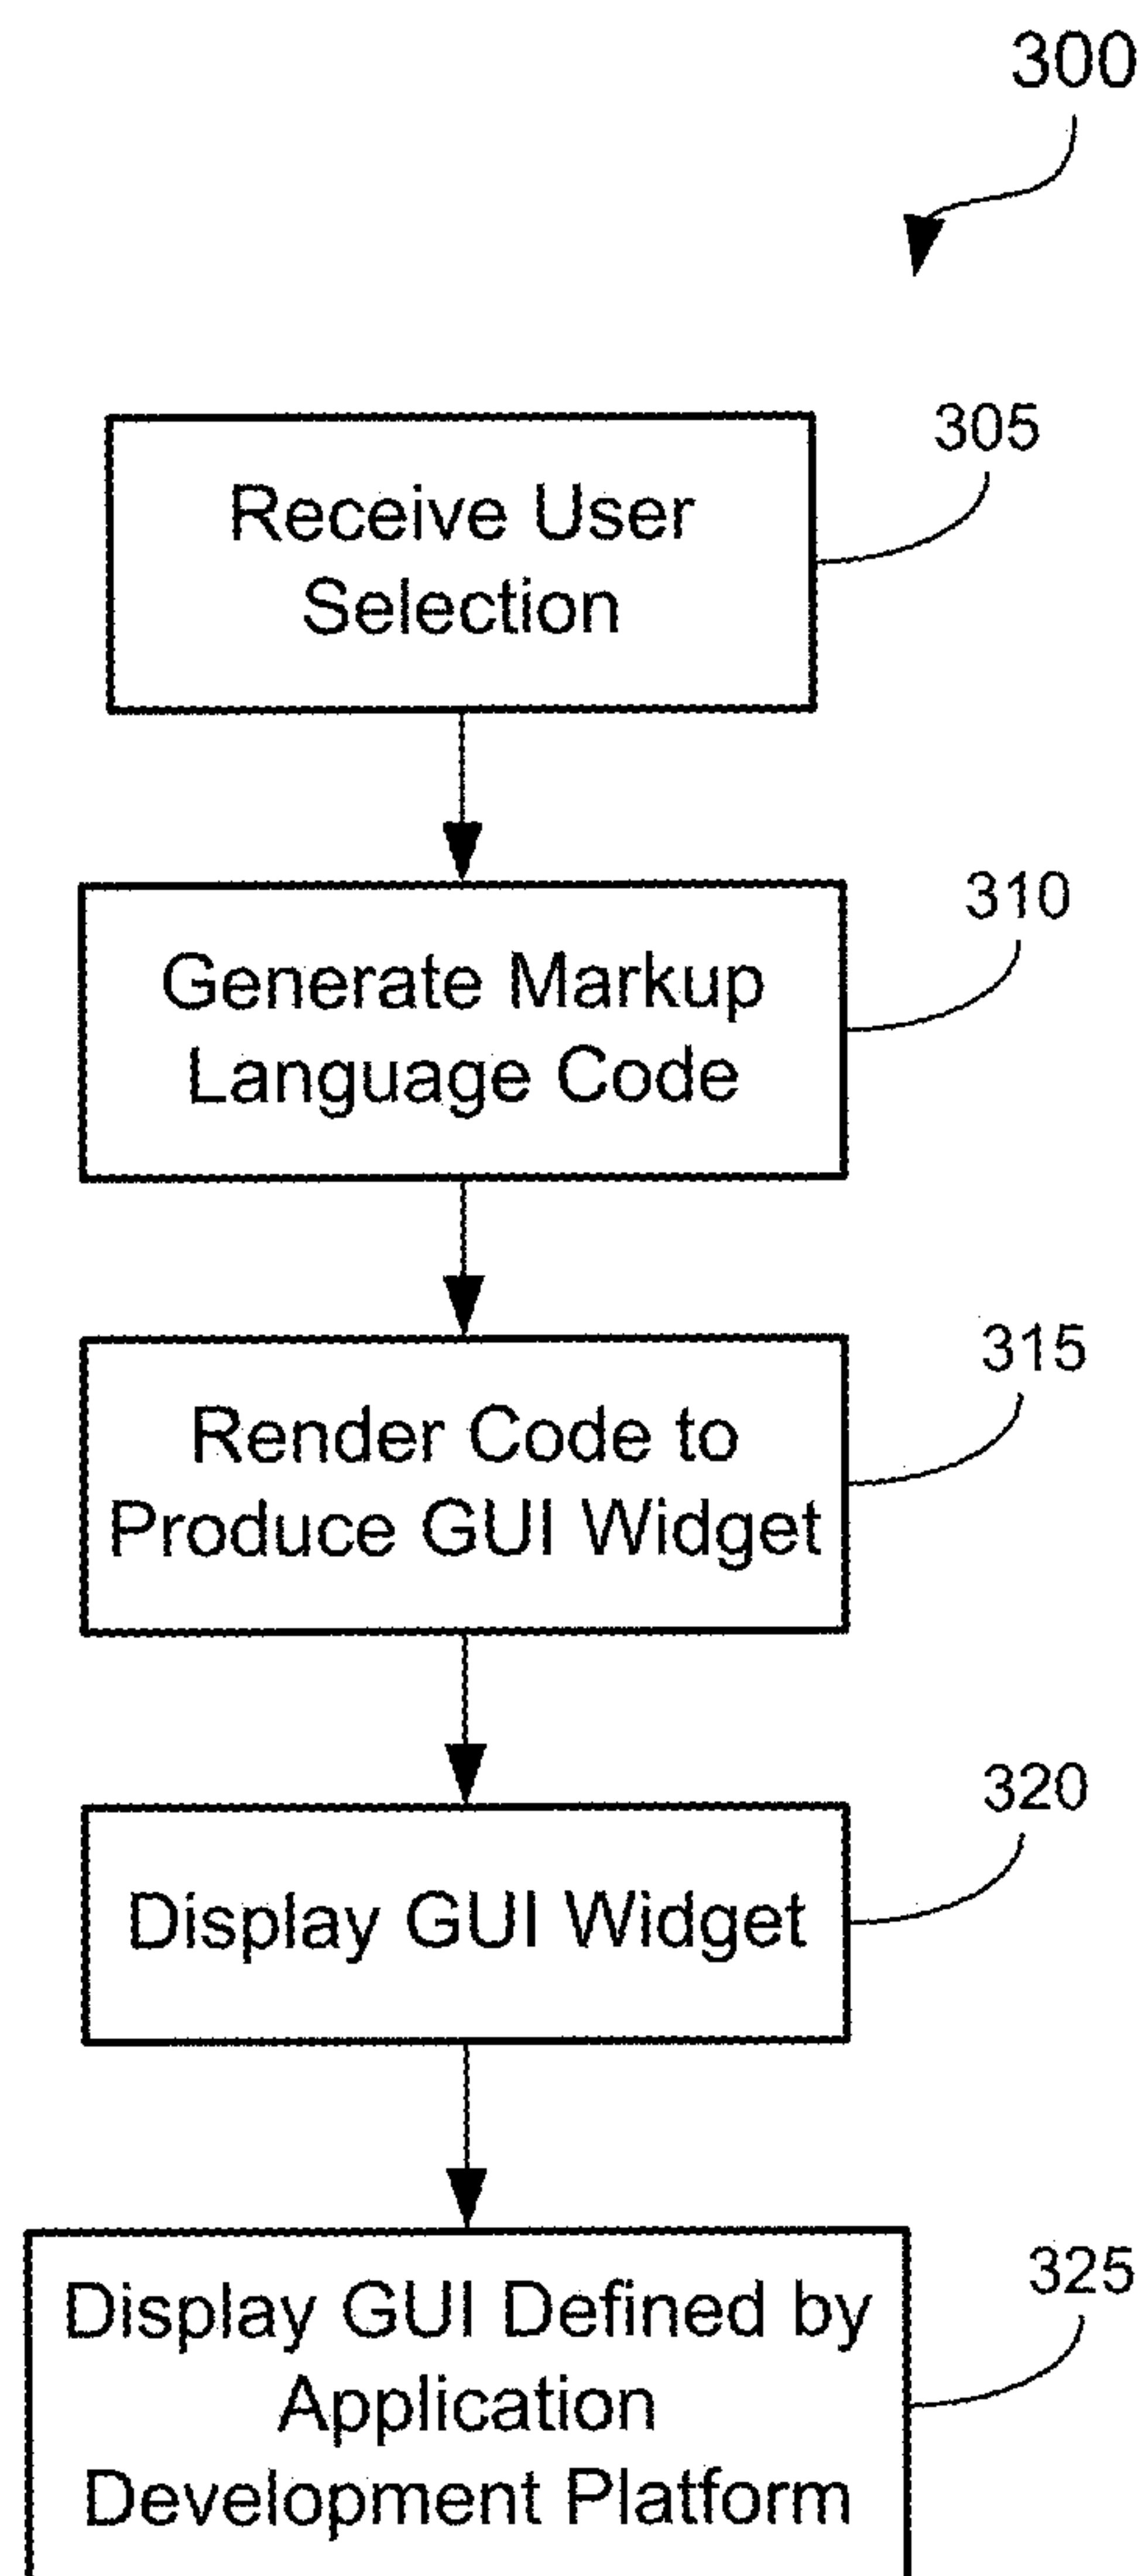 300
305
Receive User
Selection
310
Generate Markup
Language Code
315
Render Code to
Produce GUI Widget
320
Display GUI Widget
325
Display GUI Defined by
Application
Development Platform